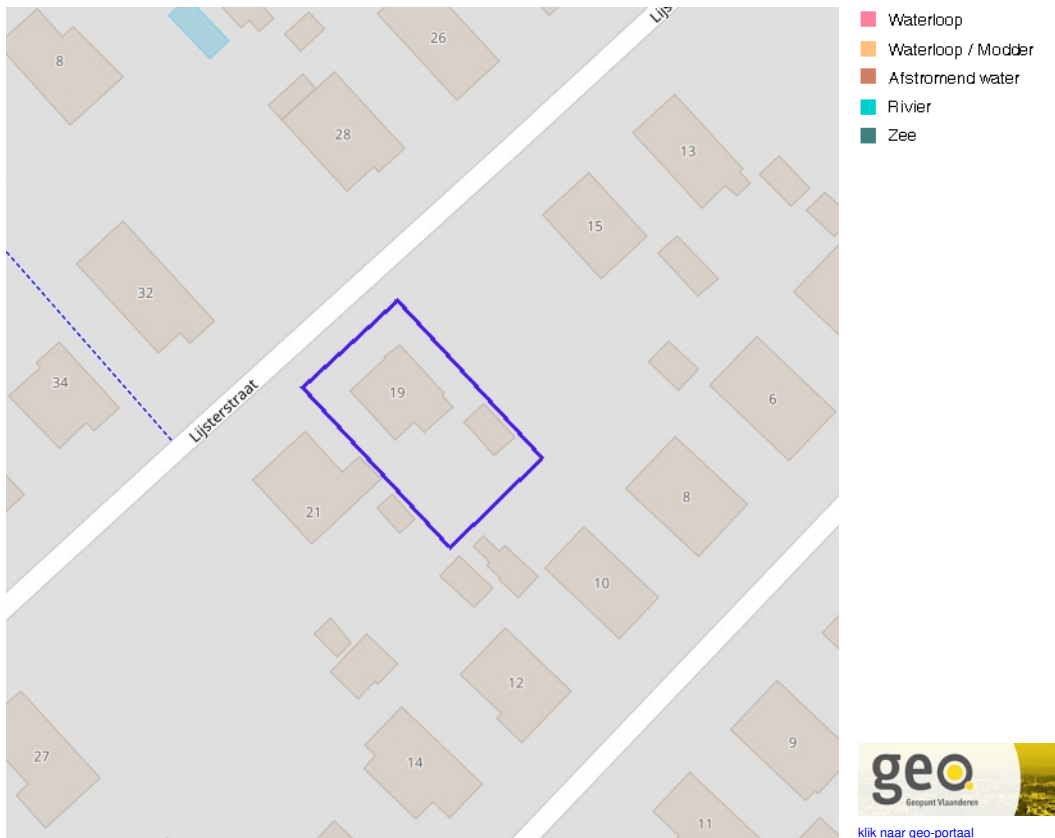 Waterloop
Waterloop / Modder
Afstromend water
Rivier
Zee
8
26
Lijs
28
13
15
32
34
19
6
Lijsterstraat
8
21
10
12
27
14
9
11
geo.
Geopunt Vlaanderen
klik naar geo-portaal